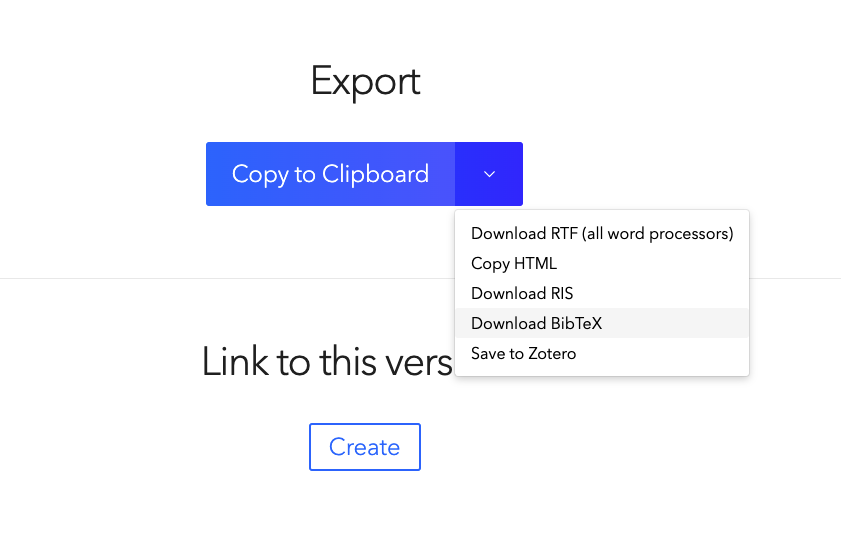 Export
Copy to Clipboard
Download RTF (all word processors)
Copy HTML
Download RIS
Download BibTeX
Save to Zotero
Link to this vers
Create